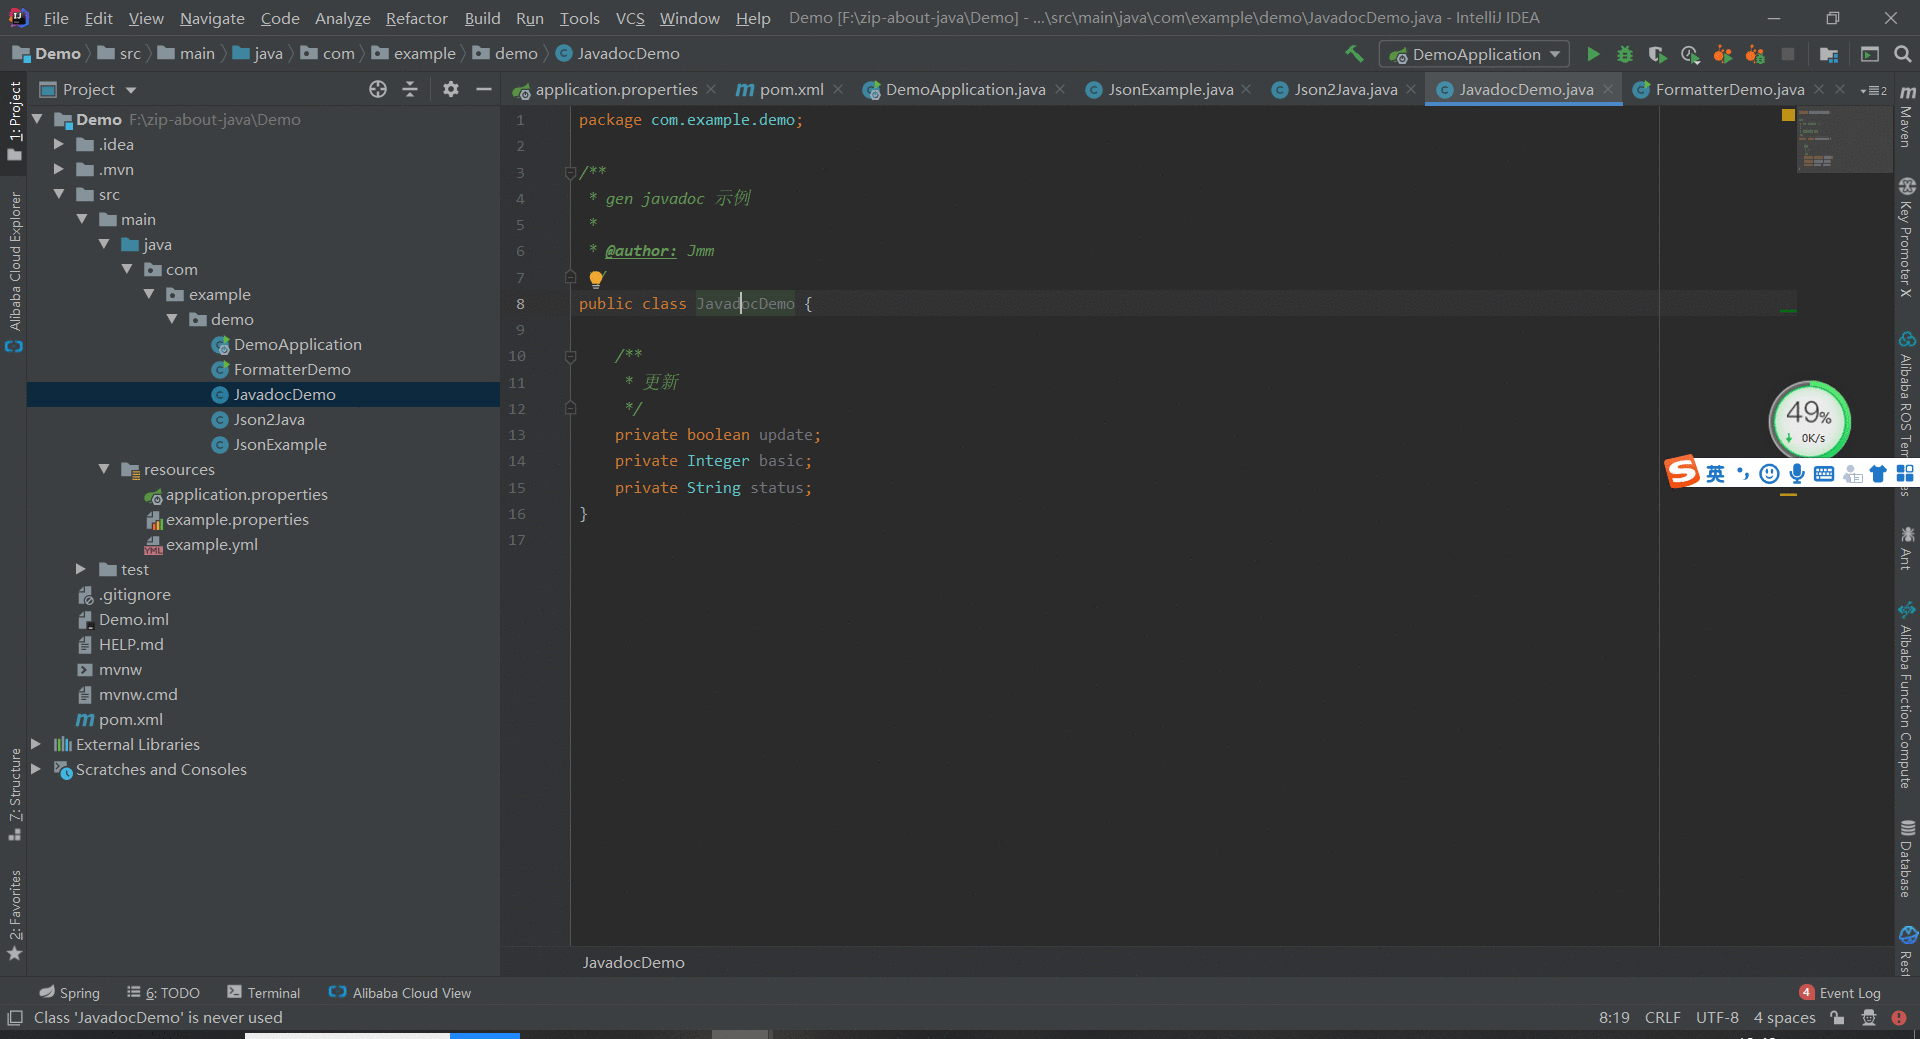 File Edit View Navigate Code Analyze Refactor Build Run Tools VCS Window Help Demo [F:\zip-about-java\Demo] - ...\src\main\java\com\example\demo\JavadocDemo.java - IntelliJ IDEA
Demo src main java com example demo JavadocDemo DemoApplication
Project
application.properties pom.xml DemoApplication.java JsonExample.java Json2Java.java JavadocDemo.java FormatterDemo.java 2
1: Project
Alibaba Cloud Explorer
7: Structure
2: Favorites
Demo F:\zip-about-java\Demo
.idea
.mvn
src
main
java
com
example
demo
DemoApplication
FormatterDemo
JavadocDemo
Json2Java
JsonExample
resources
application.properties
example.properties
example.yml
test
.gitignore
Demo.iml
HELP.md
mvnw
mvnw.cmd
pom.xml
External Libraries
Scratches and Consoles
1 package com.example.demo;
2
3 /**
4 * gen javadoc 示例
5 *
6 * @author: Jmm
7 /
8 public class JavadocDemo {
9
10 /**
11 * 更新
12 */
13 private boolean update;
14 private Integer basic;
15 private String status;
16 }
17
JavadocDemo
49%
0K/s
英
Maven
Key Promoter X
Alibaba ROS Tem
es
Ant
Alibaba Function Compute
Database
Rest
Spring 6: TODO Terminal Alibaba Cloud View 4 Event Log
Class 'JavadocDemo' is never used 8:19 CRLF UTF-8 4 spaces